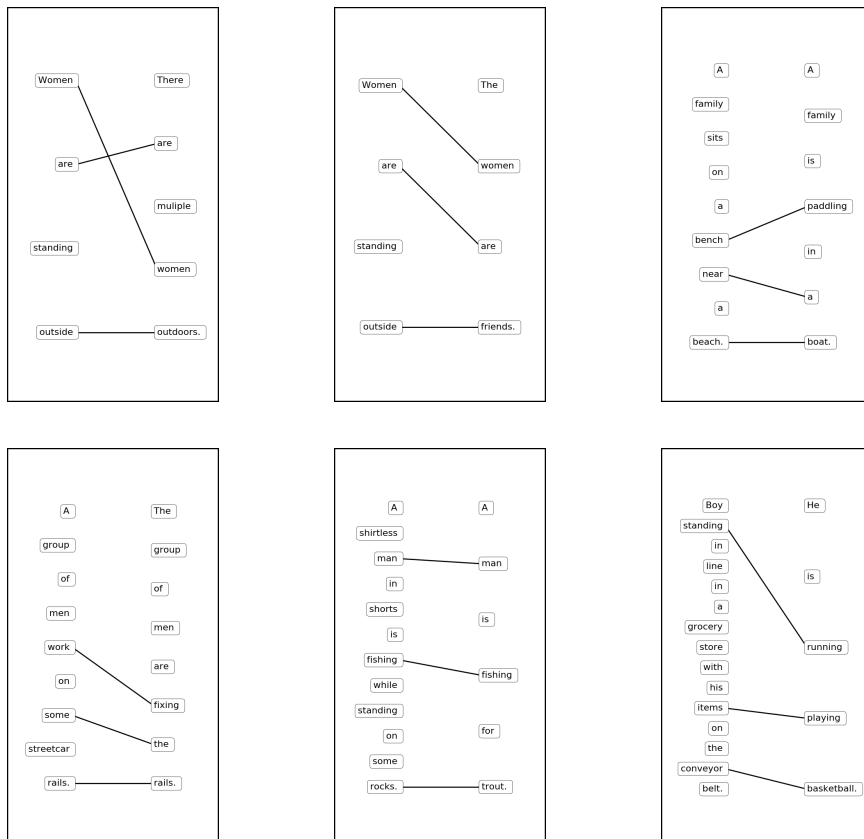 Women There
are are
muliple
standing women
outside outdoors.
Women The
are women
standing are
outside friends.
A A
family family
sits is
on
a paddling
bench in
near a
a
beach. boat.
A The
group group
of of
men men
work are
on fixing
some the
streetcar
rails. rails.
A A
shirtless
man man
in
shorts is
is
fishing fishing
while
standing
on for
some
rocks. trout.
Boy He
standing
in
line is
in
a
grocery
store running
with
his
items playing
on
the
conveyor basketball.
belt.